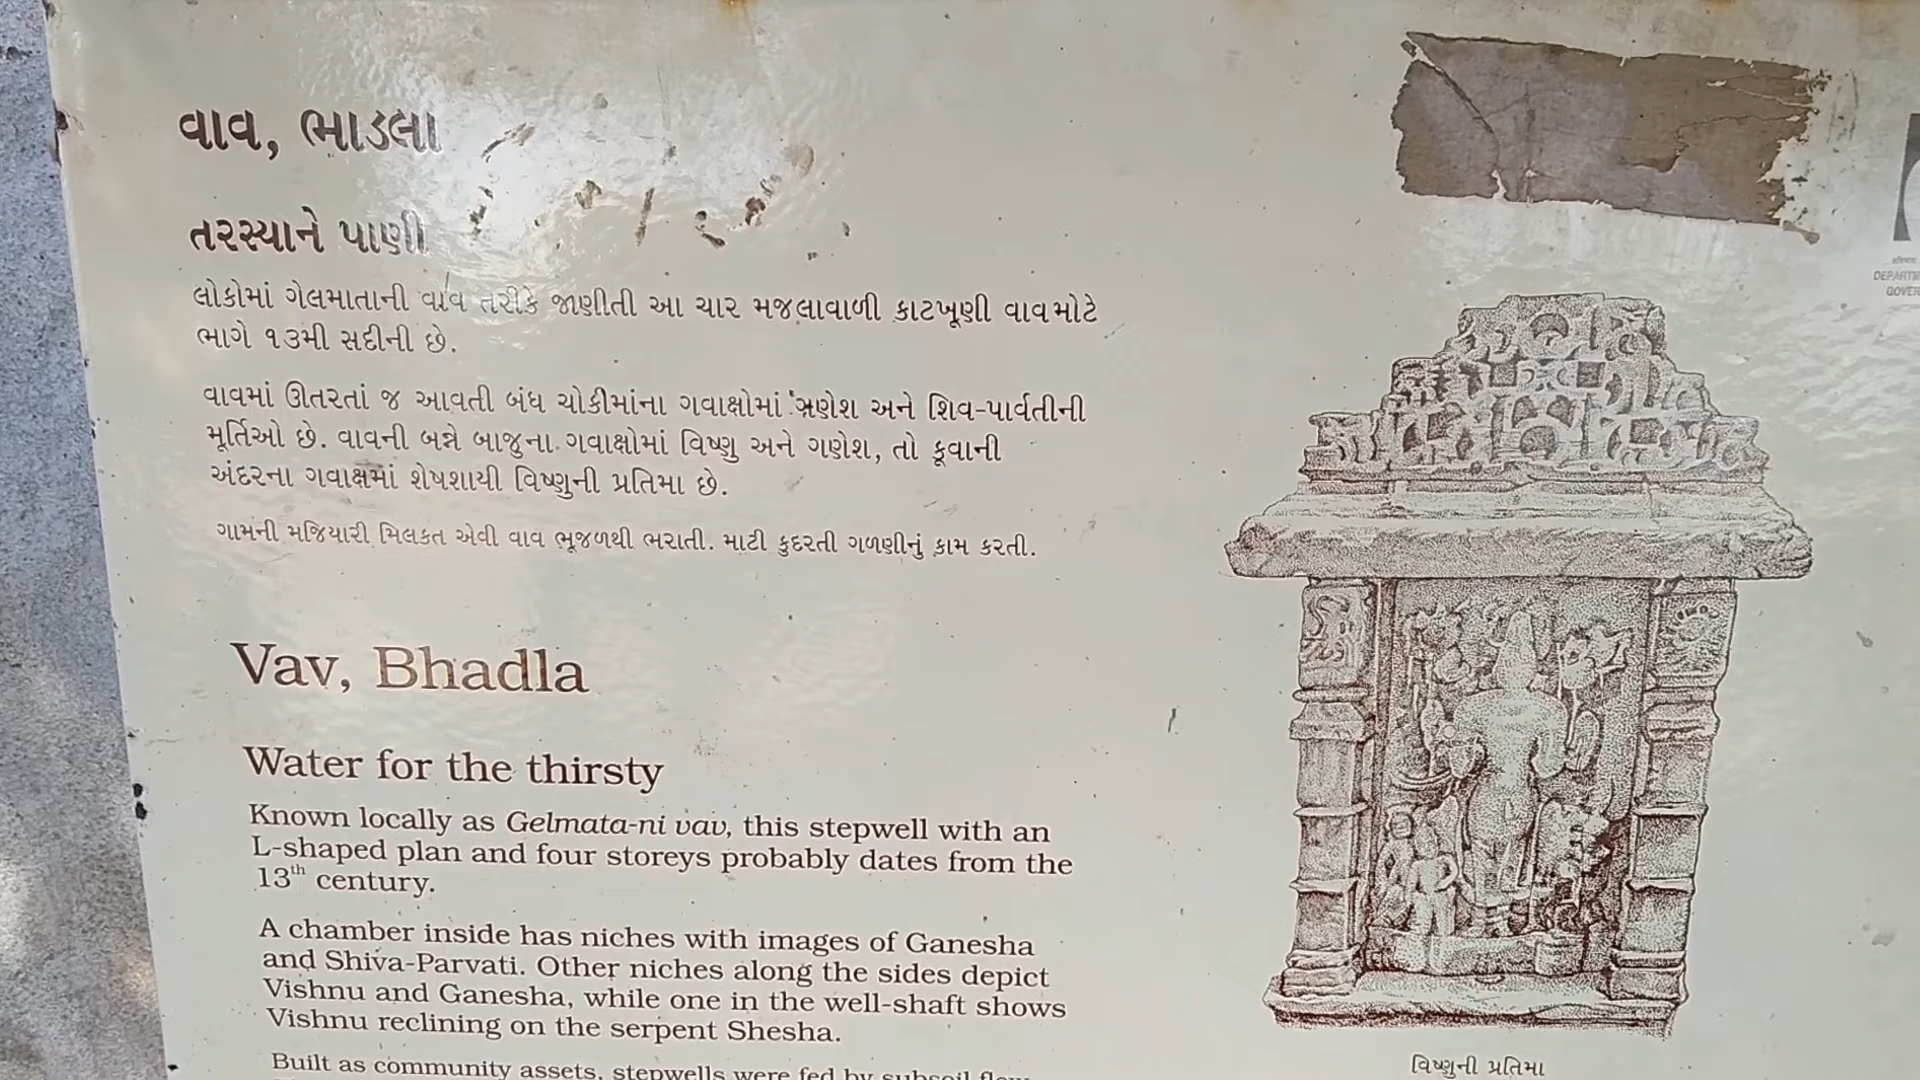 વાવ, ભાડલા
તરસ્યાને પાણી
લોકોમાં ગેલમાતાની વાવ તરીકે જાણીતી આ ચાર મજલાવાળી કાટખૂણી વાવ મોટે
ભાગે ૧૩મી સદીની છે.
વાવમાં ઊતરતાં જ આવતી બંધ ચોકીમાંના ગવાક્ષોમાં ગણેશ અને શિવ-પાર્વતીની
મૂર્તિઓ છે. વાવની બન્ને બાજુના ગવાક્ષોમાં વિષ્ણુ અને ગણેશ, તો કૂવાની
અંદરના ગવાક્ષમાં શેષશાયી વિષ્ણુની પ્રતિમા છે.
ગામની મજિયારી મિલકત એવી વાવ ભૂજળથી ભરાતી. માટી કુદરતી ગળણીનું કામ કરતી.
Vav, Bhadla
Water for the thirsty
Known locally as Gelmata-ni vav, this stepwell with an
L-shaped plan and four storeys probably dates from the
13th century.
A chamber inside has niches with images of Ganesha
and Shiva-Parvati. Other niches along the sides depict
Vishnu and Ganesha, while one in the well-shaft shows
Vishnu reclining on the serpent Shesha.
Built as community assets, stepwells were fed by subsoil
વિષ્ણુની પ્રતિમા